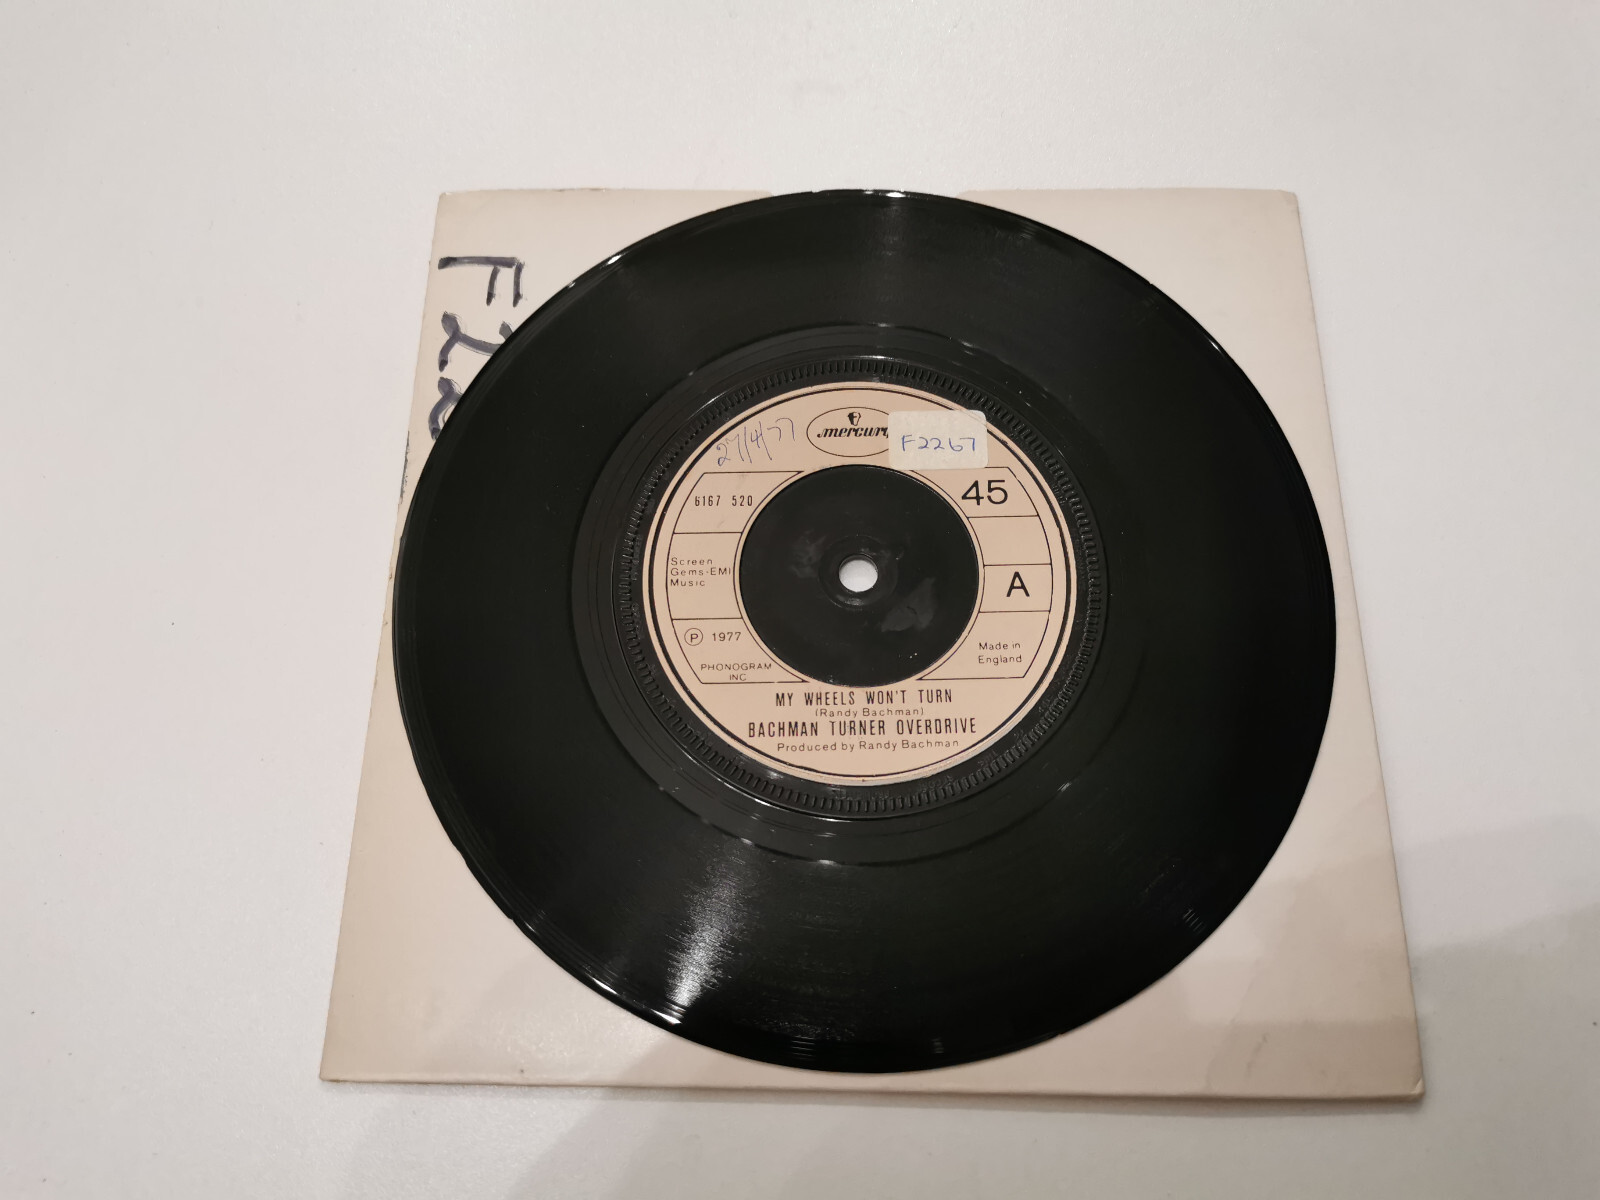 F22
27/4/77
mercury
F2267
6167 520
45
Screen
Gems-EMI
Music
A
P 1977
Made in
England
PHONOGRAM
INC
MY WHEELS WON'T TURN
(Randy Bachman)
BACHMAN TURNER OVERDRIVE
Produced by Randy Bachman